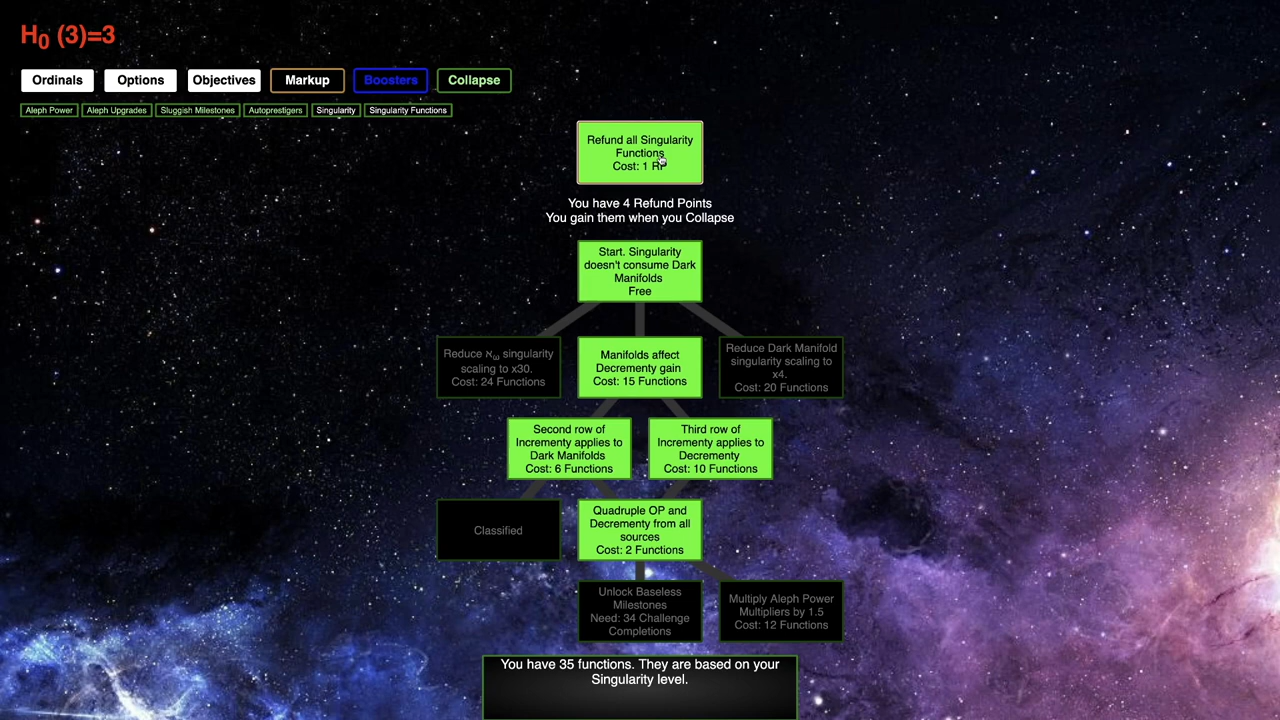 H₀ (3)=3
Ordinals Options Objectives Markup Boosters Collapse
Aleph Power Aleph Upgrades Sluggish Milestones Autoprestigers Singularity Singularity Functions
Refund all Singularity
Functions
Cost: 1 RP
You have 4 Refund Points
You gain them when you Collapse
Start. Singularity
doesn't consume Dark
Manifolds
Free
Reduce ℵω singularity
scaling to x30.
Cost: 24 Functions
Manifolds affect
Decrementy gain
Cost: 15 Functions
Reduce Dark Manifold
singularity scaling to
x4.
Cost: 20 Functions
Second row of
Incrementy applies to
Dark Manifolds
Cost: 6 Functions
Third row of
Incrementy applies to
Decrementy
Cost: 10 Functions
Classified
Quadruple OP and
Decrementy from all
sources
Cost: 2 Functions
Unlock Baseless
Milestones
Need: 34 Challenge
Completions
Multiply Aleph Power
Multipliers by 1.5
Cost: 12 Functions
You have 35 functions. They are based on your
Singularity level.